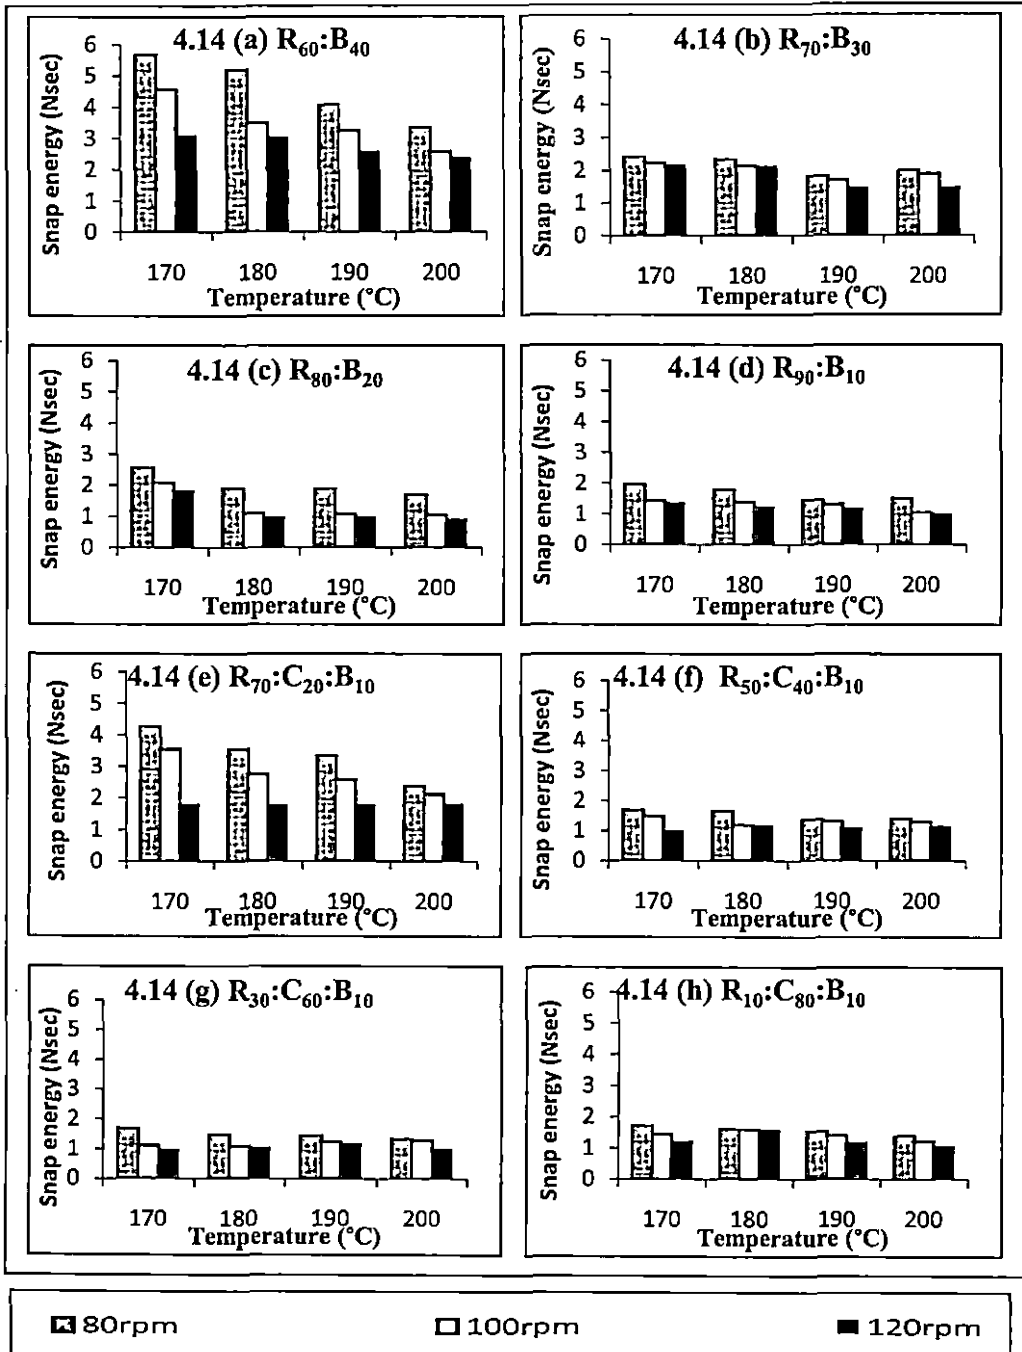 4.14 (a) R₆₀:B₄₀
Snap energy (Nsec)
6
5
4
3
2
1
0
170 180 190 200
Temperature (°C)
4.14 (b) R₇₀:B₃₀
Snap energy (Nsec)
6
5
4
3
2
1
0
170 180 190 200
Temperature (°C)
4.14 (c) R₈₀:B₂₀
Snap energy (Nsec)
6
5
4
3
2
1
0
170 180 190 200
Temperature (°C)
4.14 (d) R₉₀:B₁₀
Snap energy (Nsec)
6
5
4
3
2
1
0
170 180 190 200
Temperature (°C)
4.14 (e) R₇₀:C₂₀:B₁₀
Snap energy (Nsec)
6
5
4
3
2
1
0
170 180 190 200
Temperature (°C)
4.14 (f) R₅₀:C₄₀:B₁₀
Snap energy (Nsec)
6
5
4
3
2
1
0
170 180 190 200
Temperature (°C)
4.14 (g) R₃₀:C₆₀:B₁₀
Snap energy (Nsec)
6
5
4
3
2
1
0
170 180 190 200
Temperature (°C)
4.14 (h) R₁₀:C₈₀:B₁₀
Snap energy (Nsec)
6
5
4
3
2
1
0
170 180 190 200
Temperature (°C)
80rpm 100rpm 120rpm